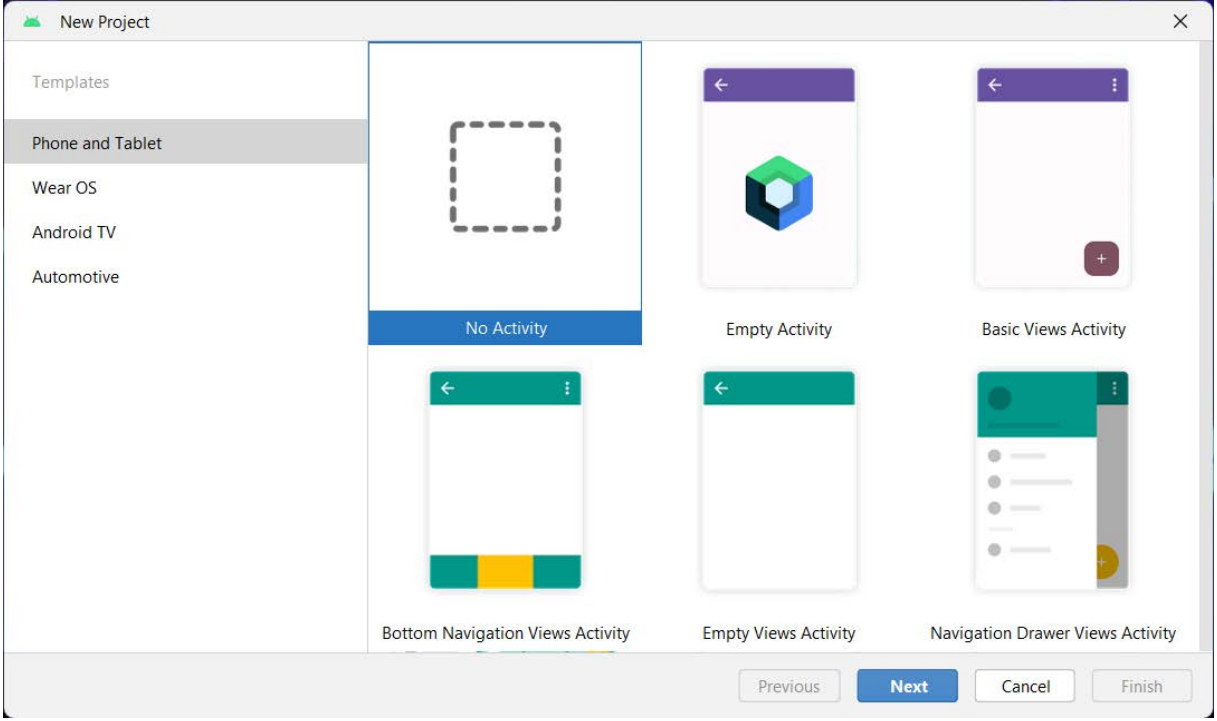 New Project
Templates
Phone and Tablet
Wear OS
Android TV
Automotive
No Activity
Empty Activity
Basic Views Activity
Bottom Navigation Views Activity
Empty Views Activity
Navigation Drawer Views Activity
Previous
Next
Cancel
Finish